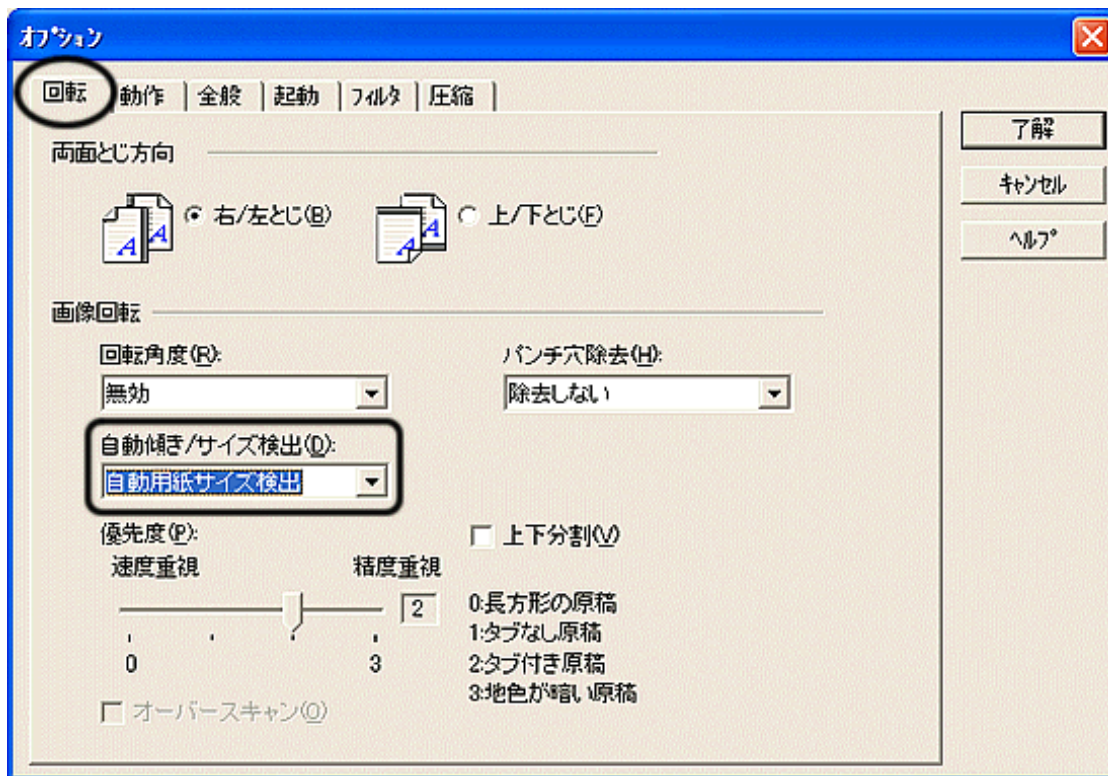 オプション
回転 動作 全般 起動 フィルタ 圧縮
了解
キャンセル
ヘルプ
両面とじ方向
A A 右/左とじ(B) A A 上/下とじ(F)
画像回転
回転角度(R): パンチ穴除去(H):
無効 除去しない
自動傾き/サイズ検出(D):
自動用紙サイズ検出
優先度(P): 上下分割(V)
速度重視 精度重視
2
0 3
0:長方形の原稿
1:タブなし原稿
2:タブ付き原稿
3:地色が暗い原稿
オーバースキャン(O)